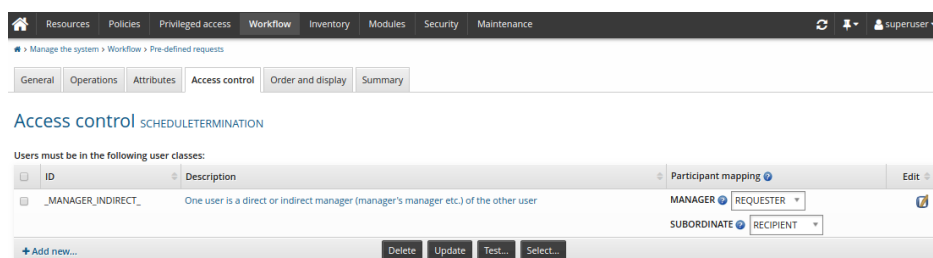 Resources Policies Privileged access Workflow Inventory Modules Security Maintenance superuser
> Manage the system > Workflow > Pre-defined requests
General Operations Attributes Access control Order and display Summary
Access control SCHEDULETERMINATION
Users must be in the following user classes:
ID Description Participant mapping Edit
_MANAGER_INDIRECT_ One user is a direct or indirect manager (manager's manager etc.) of the other user MANAGER REQUESTER
SUBORDINATE RECIPIENT
+ Add new... Delete Update Test... Select...